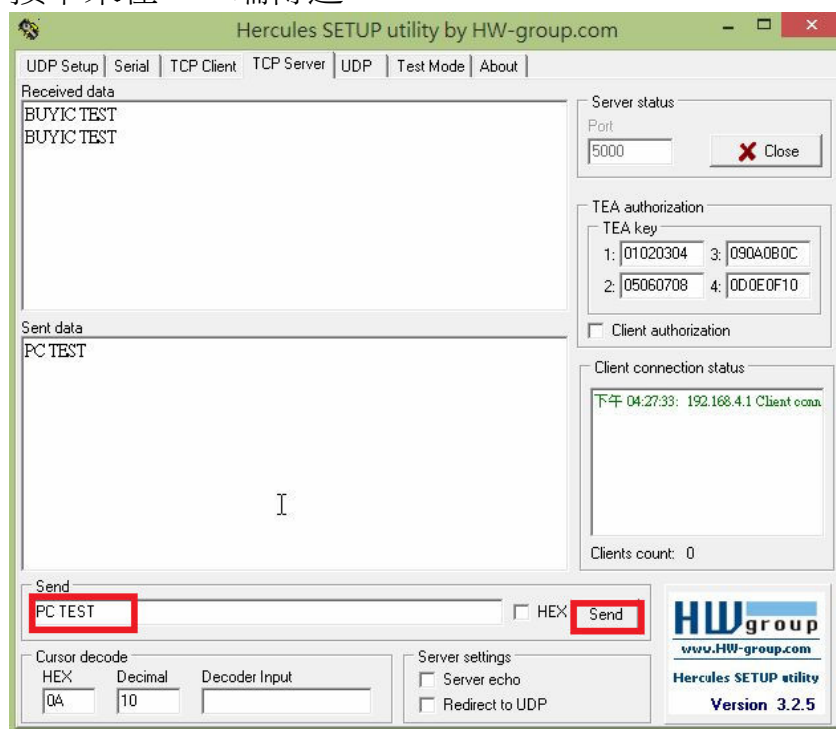 Hercules SETUP utility by HW-group.com
UDP Setup Serial TCP Client TCP Server UDP Test Mode About
Received data
BUYIC TEST
BUYIC TEST
Server status
Port
5000
Close
TEA authorization
TEA key
1: 01020304 3: 090A0B0C
2: 05060708 4: 0D0E0F10
Client authorization
Sent data
PC TEST
Client connection status
下午 04:27:33: 192.168.4.1 Client conn
Clients count: 0
Send
PC TEST
HEX
Send
Cursor decode
HEX Decimal Decoder Input
0A 10
Server settings
Server echo
Redirect to UDP
HWgroup
www.HW-group.com
Hercules SETUP utility
Version 3.2.5